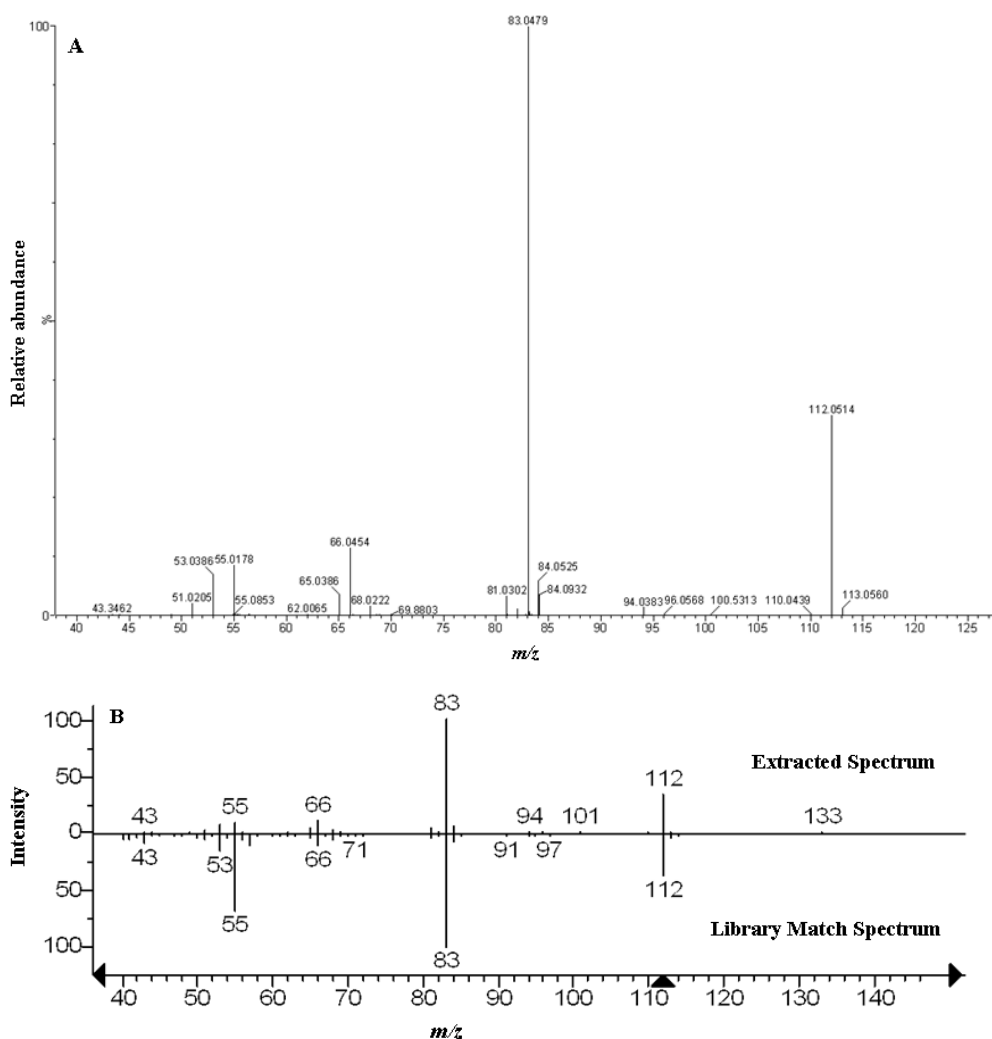 100
83.0479
A
Relative abundance
%
112.0514
66.0454
53.0386 55.0178
65.0386
84.0525
51.0205
81.0302
84.0932
43.3462
55.0853
62.0065
68.0222
69.8803
94.0383 96.0568
100.5313
110.0439
113.0560
0
40 45 50 55 60 65 70 75 80 85 90 95 100 105 110 115 120 125
m/z
B
83
100
Extracted Spectrum
50
112
43 55 66 94 101 133
Intensity
0
43 53 66 71 91 97
50
55
112
Library Match Spectrum
100
83
40 50 60 70 80 90 100 110 120 130 140
m/z